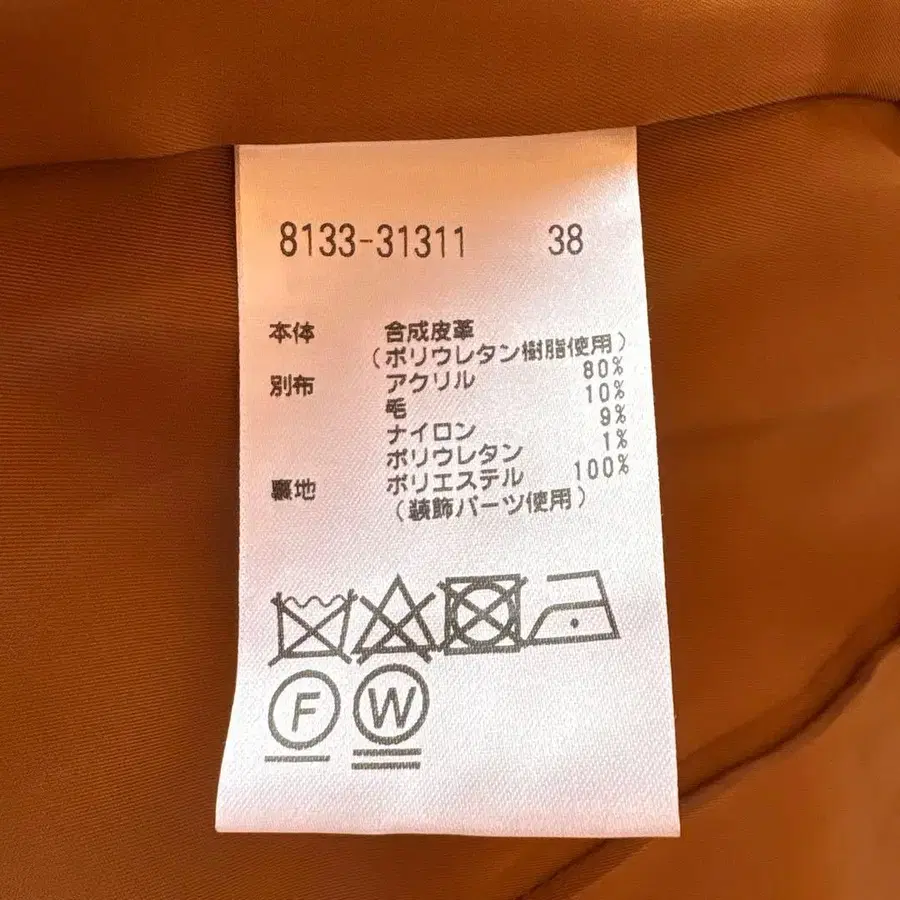 8133-31311 38
本体 合成皮革
(ポリウレタン樹脂使用)
別布 アクリル 80%
毛 10%
ナイロン 9%
ポリウレタン 1%
裏地 ポリエステル 100%
(装飾パーツ使用)
F W